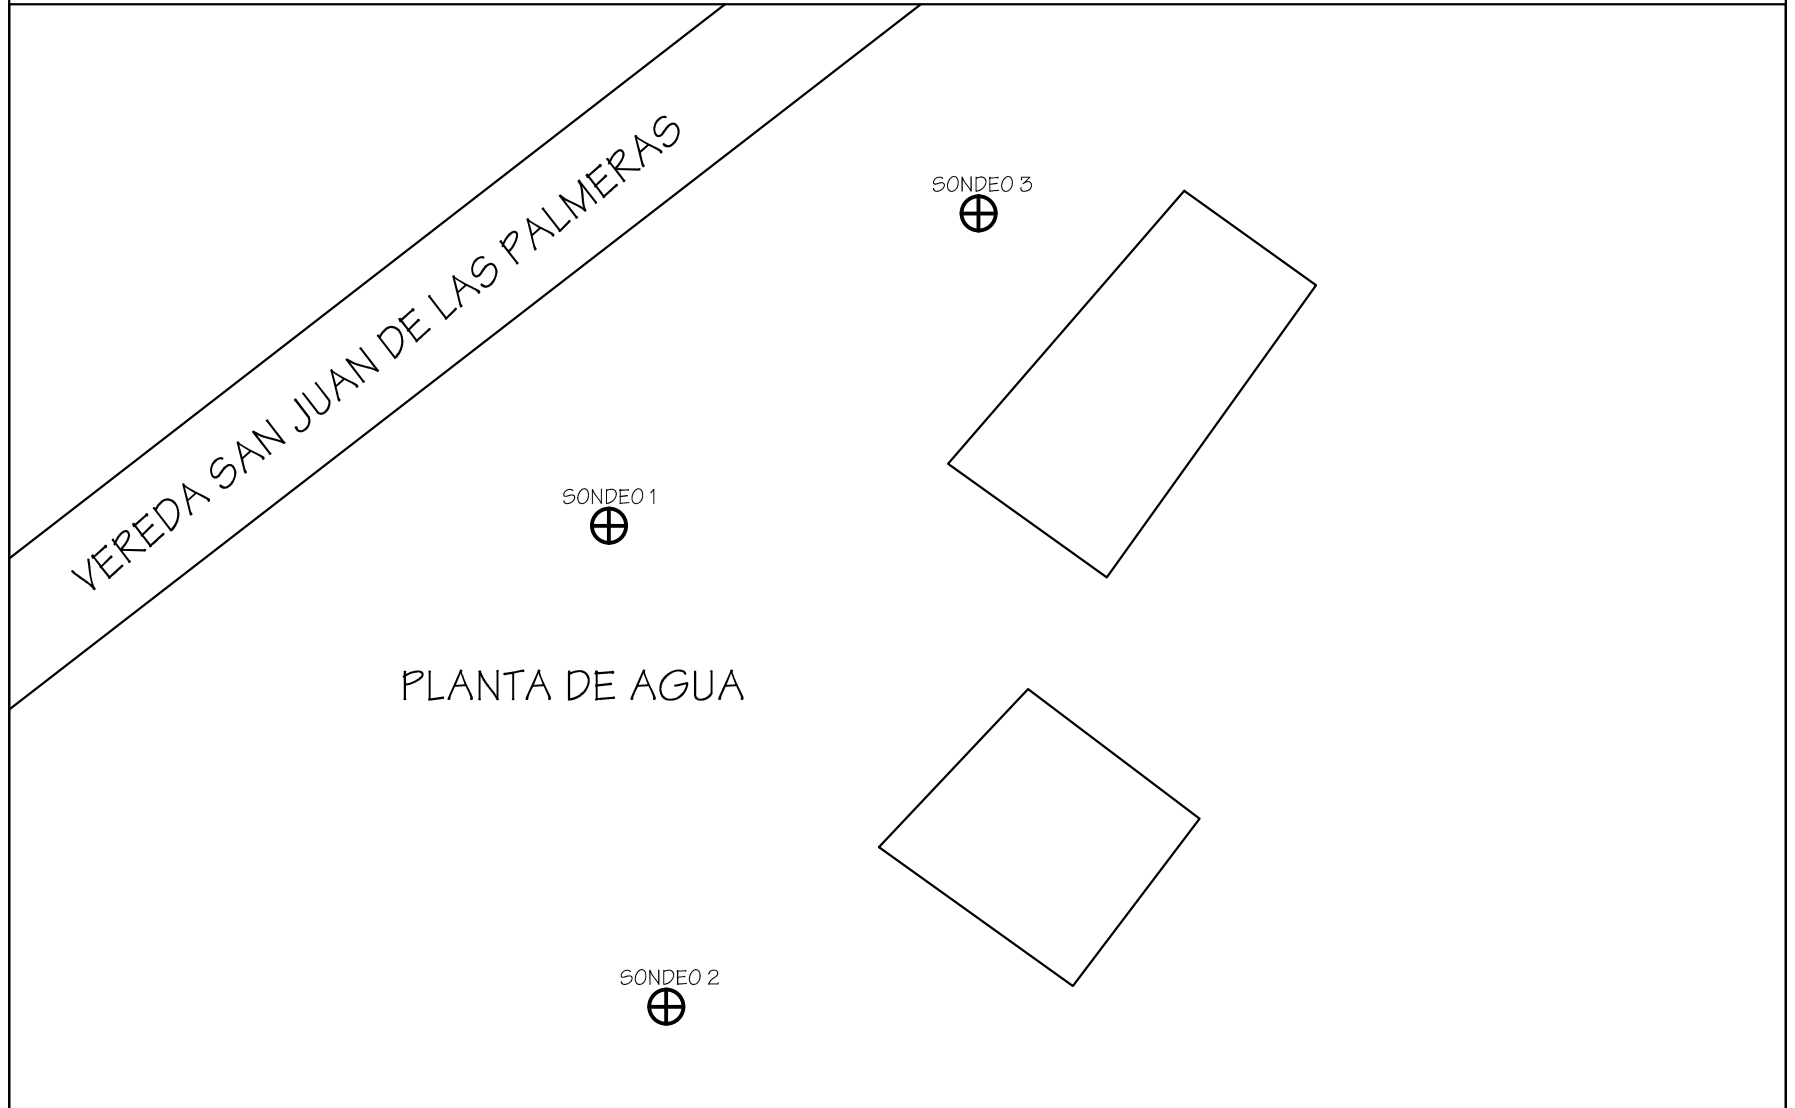 VEREDA SAN JUAN DE LAS PALMERAS
SONDEO 3
SONDEO 1
PLANTA DE AGUA
SONDEO 2